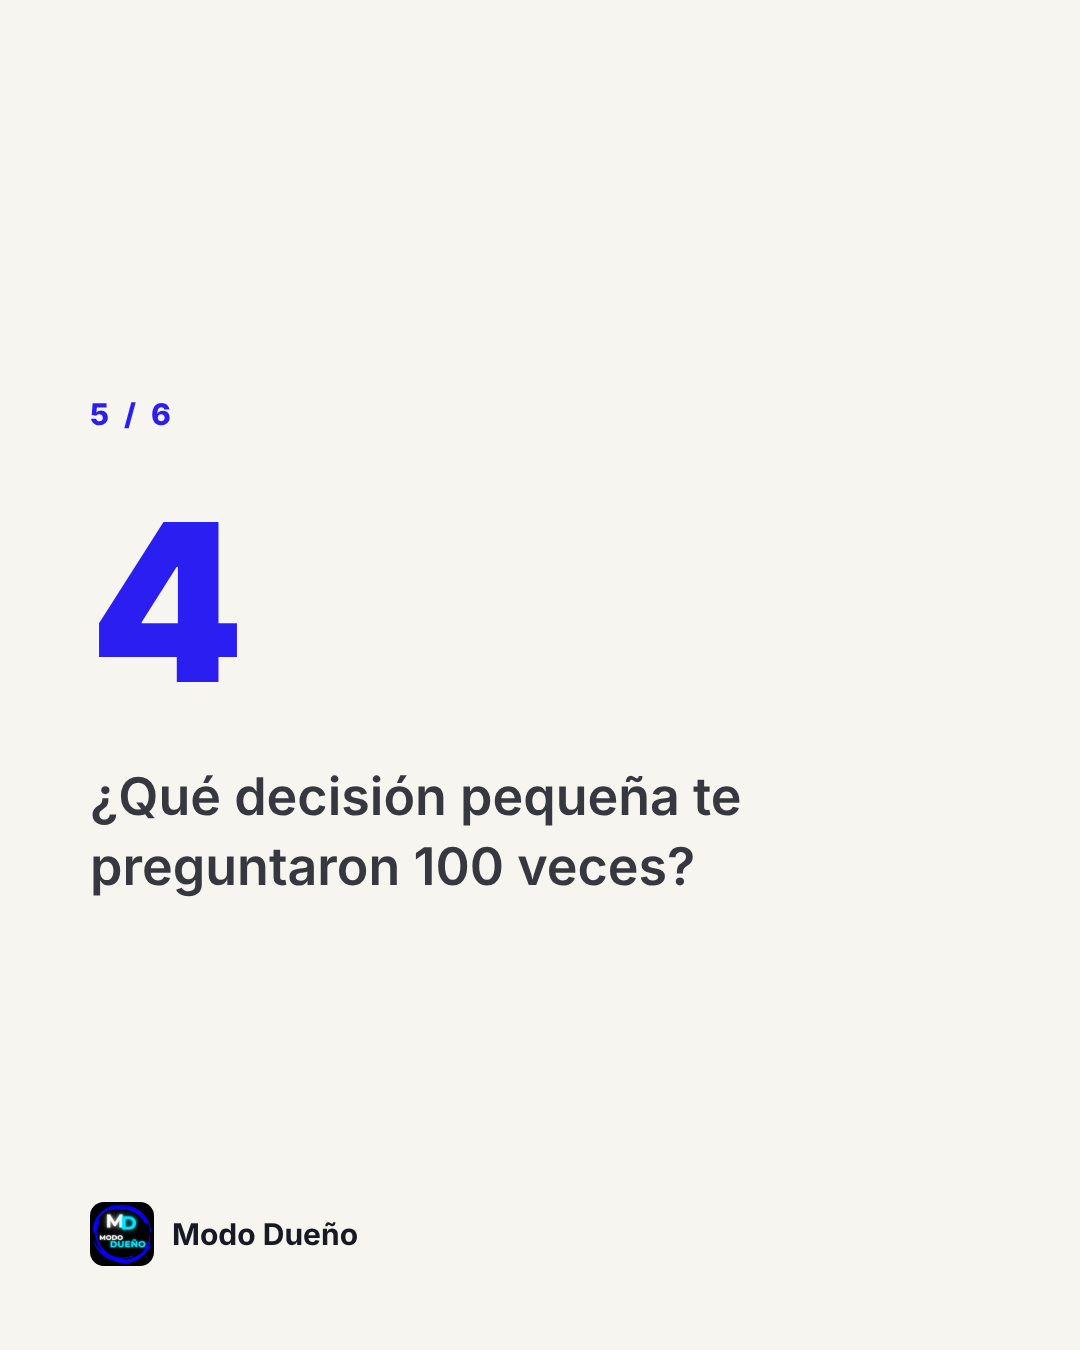 5 / 6
4
¿Qué decisión pequeña te
preguntaron 100 veces?
MD
MODO
DUEÑO
Modo Dueño